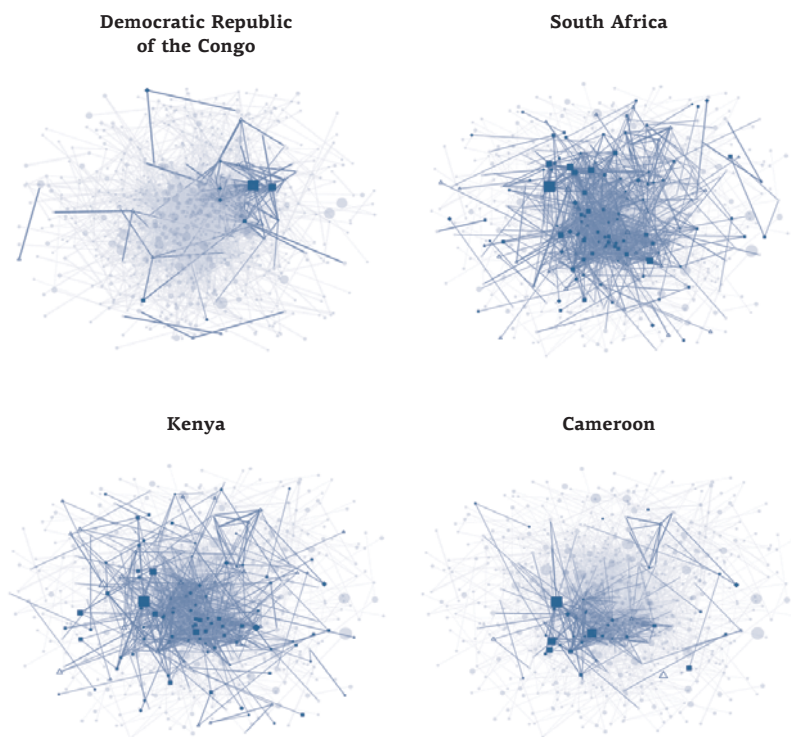 Democratic Republic
of the Congo
South Africa
Kenya
Cameroon